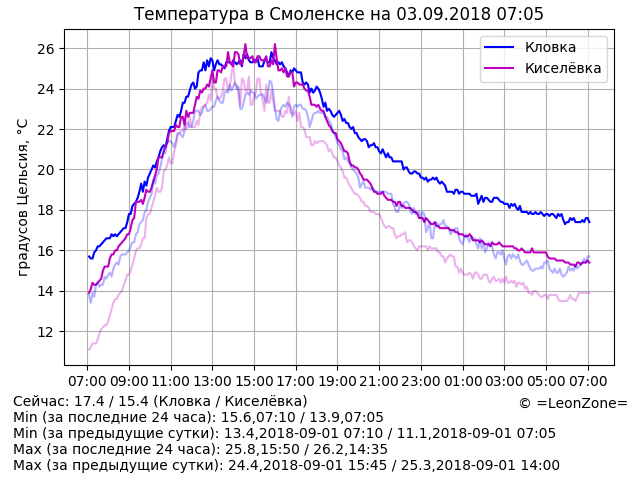 Температура в Смоленске на 03.09.2018 07:05
Кловка
Киселёвка
градусов Цельсия, °C
26
24
22
20
18
16
14
12
07:00 09:00 11:00 13:00 15:00 17:00 19:00 21:00 23:00 01:00 03:00 05:00 07:00
Сейчас: 17.4 / 15.4 (Кловка / Киселёвка)
© =LeonZone=
Min (за последние 24 часа): 15.6,07:10 / 13.9,07:05
Min (за предыдущие сутки): 13.4,2018-09-01 07:10 / 11.1,2018-09-01 07:05
Max (за последние 24 часа): 25.8,15:50 / 26.2,14:35
Max (за предыдущие сутки): 24.4,2018-09-01 15:45 / 25.3,2018-09-01 14:00